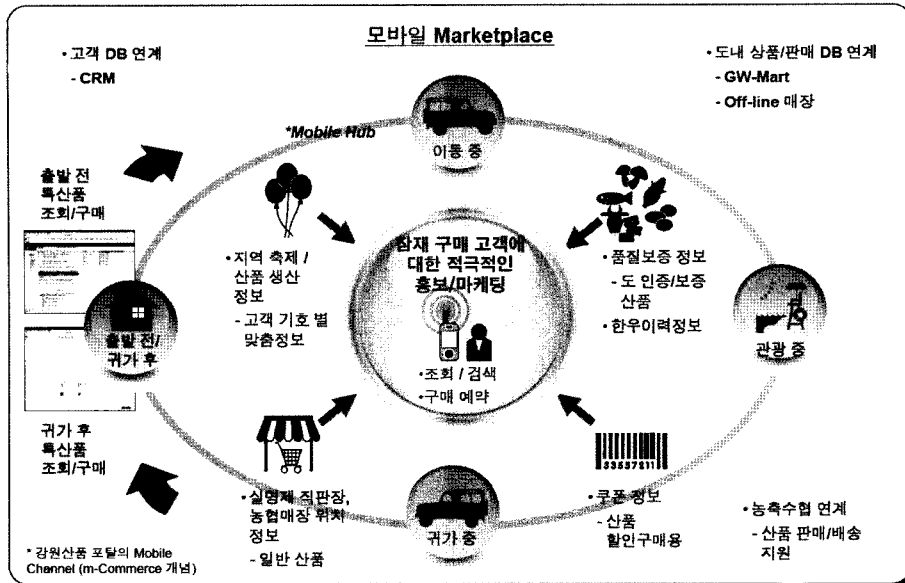 모바일 Marketplace
•고객 DB 연계
- CRM
•도내 상품/판매 DB 연계
- GW-Mart
- Off-line 매장
*Mobile Hub
이동 중
출발 전
특산품
조회/구매
•지역 축제 /
산품 생산
정보
- 고객 기호 별
맞춤정보
잠재 구매 고객에
대한 적극적인
홍보/마케팅
•조회 / 검색
•구매 예약
•품질보증 정보
- 도 인증/보증
산품
•한우이력정보
출발 전/
귀가 후
관광 중
귀가 후
특산품
조회/구매
•실형제 직판장,
농협매장 위치
정보
- 일반 산품
33537211
•쿠폰 정보
- 산품
할인구매용
귀가 중
•농축수협 연계
- 산품 판매/배송
지원
* 강원산품 포탈의 Mobile
Channel (m-Commerce 개념)